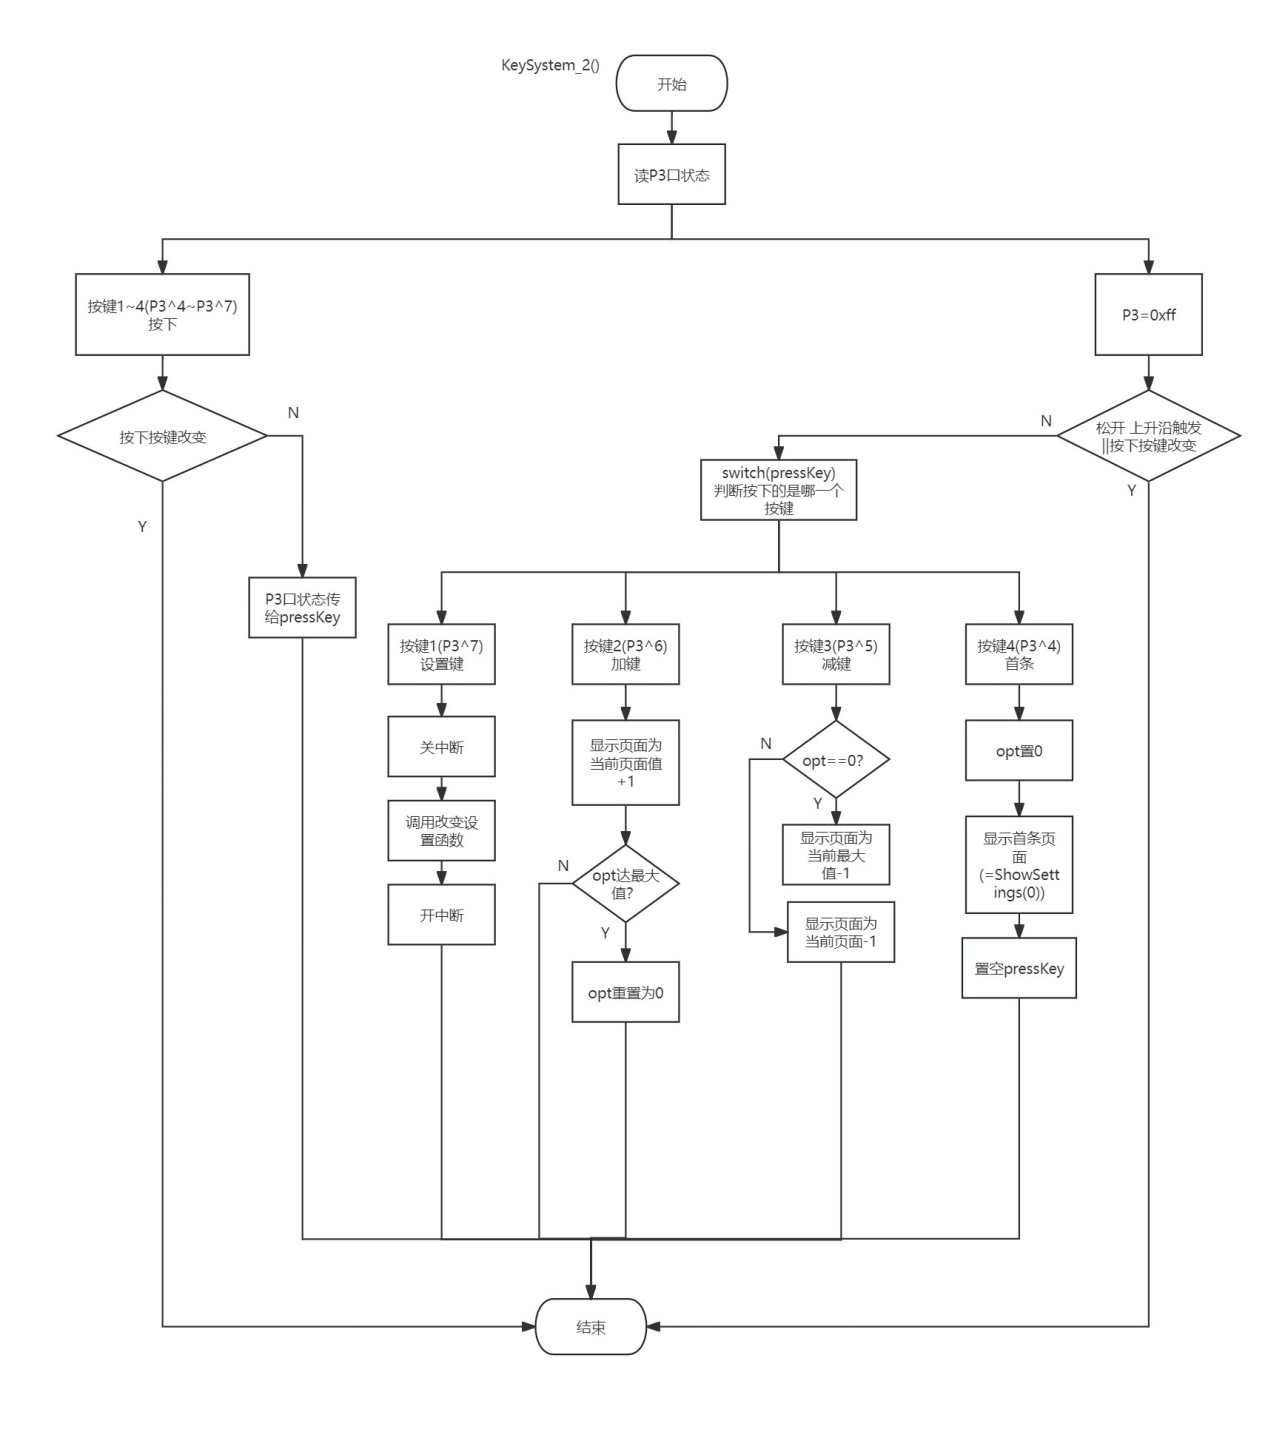 KeySystem_2()
开始
读P3口状态
按键1~4(P3^4~P3^7)
按下
P3=0xff
按下按键改变
N
Y
松开 上升沿触发
||按下按键改变
N
Y
switch(pressKey)
判断按下的是哪一个
按键
P3口状态传
给pressKey
按键1(P3^7)
设置键
关中断
调用改变设
置函数
开中断
按键2(P3^6)
加键
显示页面为
当前页面值
+1
opt达最大
值?
N
Y
opt重置为0
按键3(P3^5)
减键
opt==0?
N
Y
显示页面为
当前最大
值-1
显示页面为
当前页面-1
按键4(P3^4)
首条
opt置0
显示首条页
面
(=ShowSett
ings(0))
置空pressKey
结束